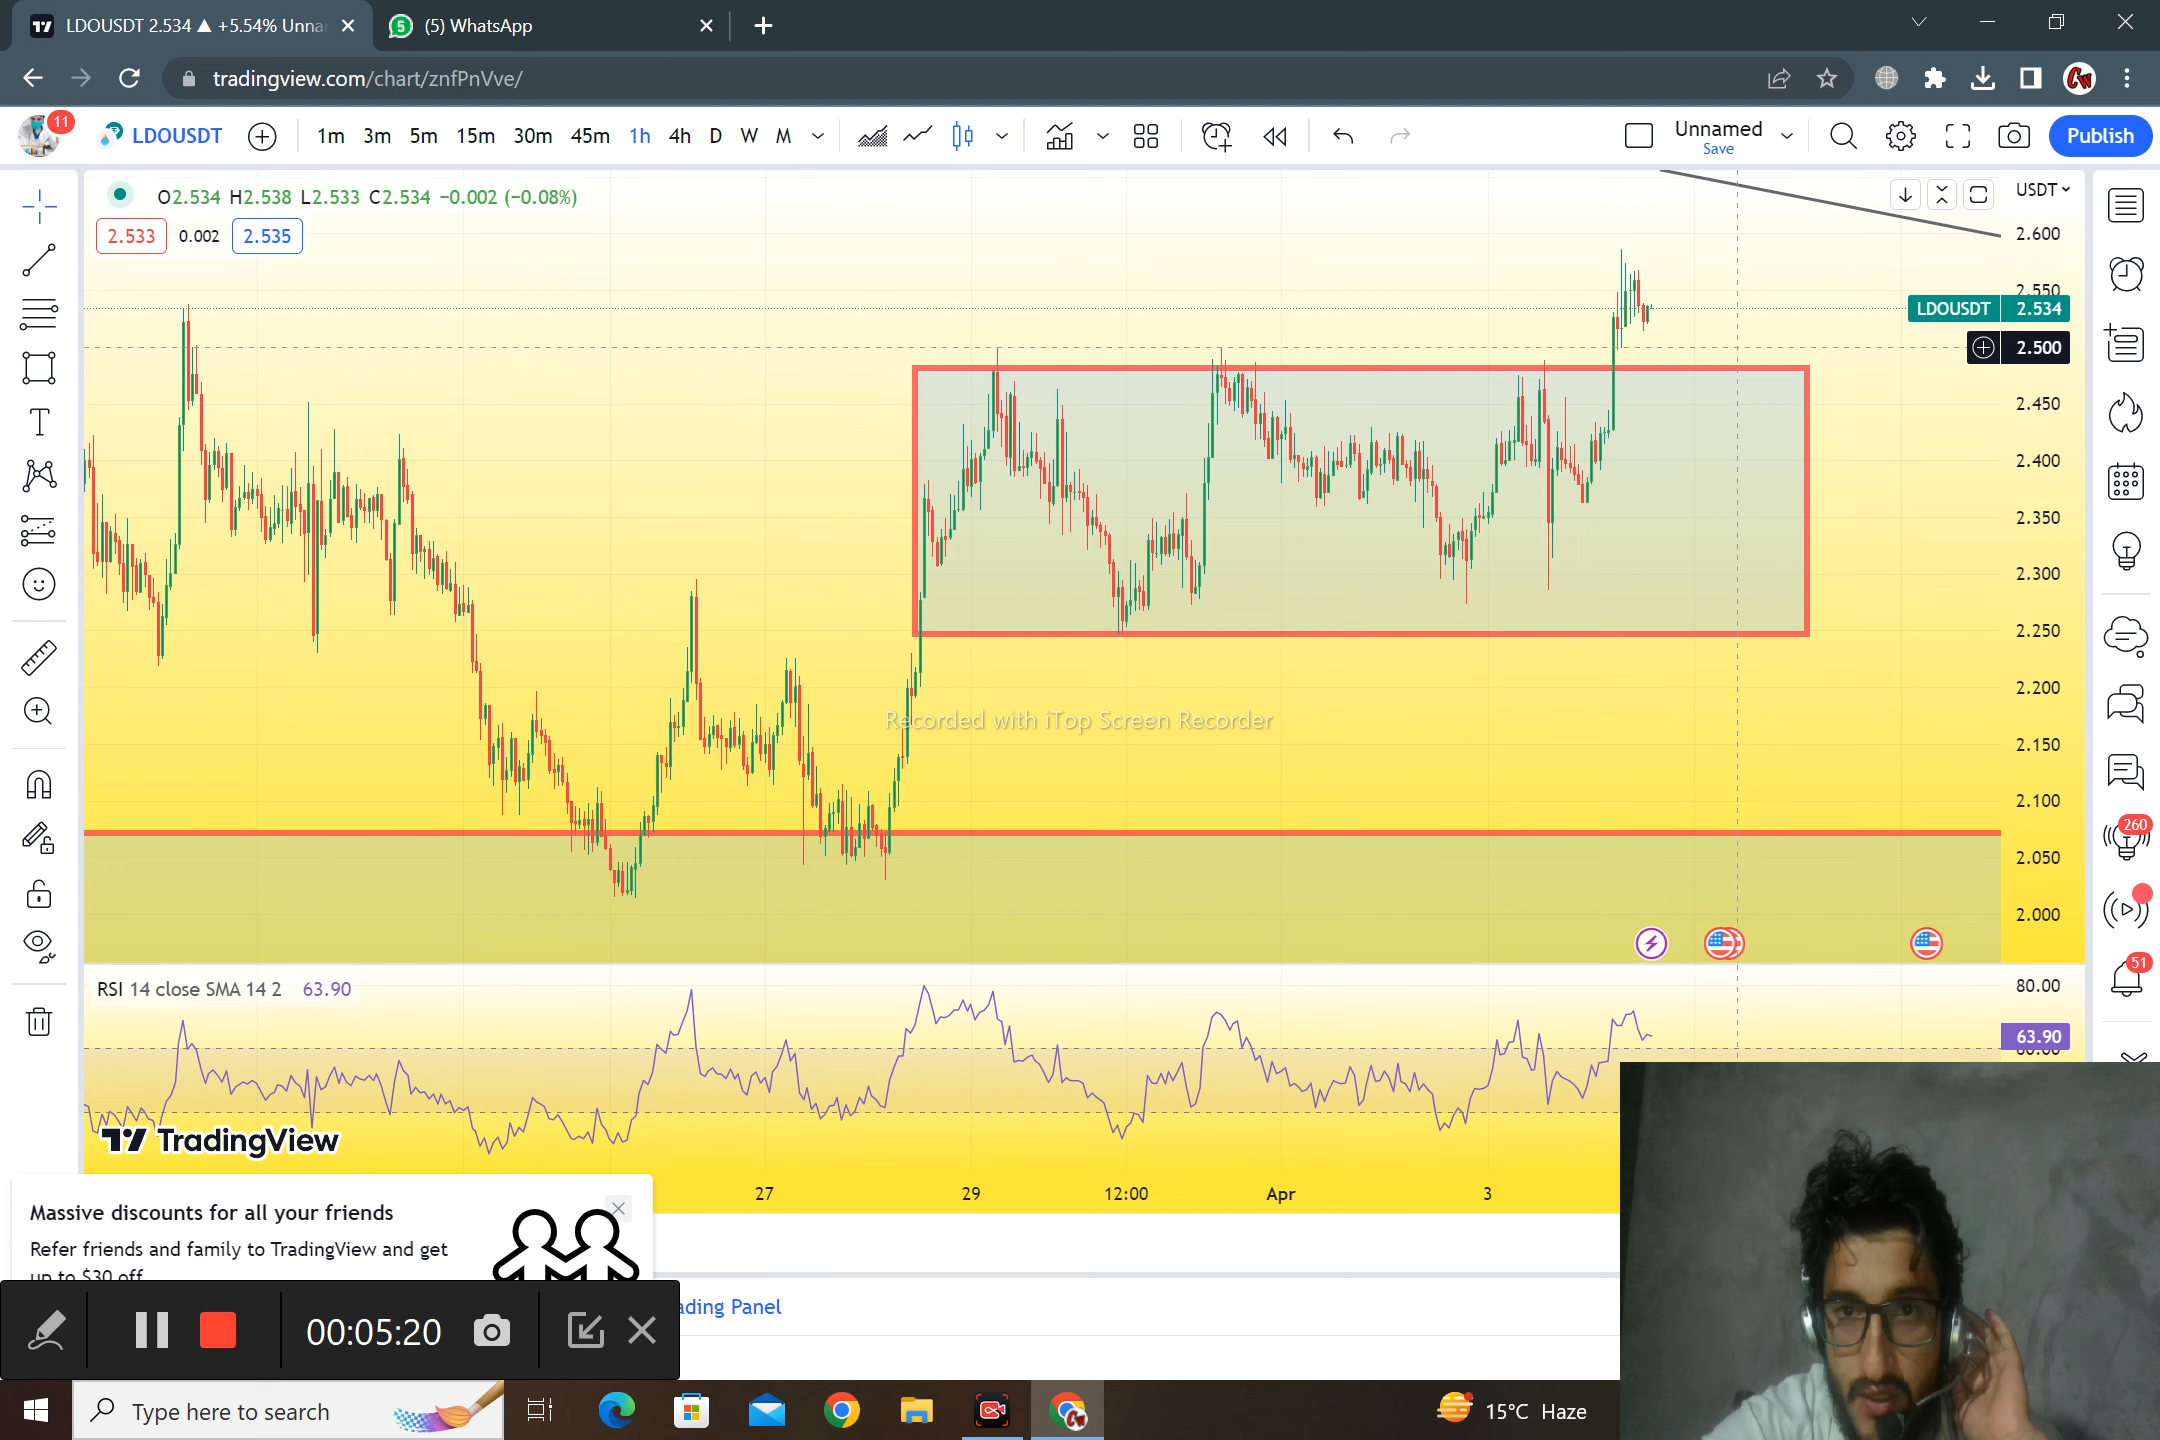 LDOUSDT 2.534 ▲ +5.54% Unna
(5) WhatsApp
tradingview.com/chart/znfPnVve/
11
LDOUSDT
1m 3m 5m 15m 30m 45m 1h 4h D W M
Unnamed
Save
Publish
O2.534 H2.538 L2.533 C2.534 −0.002 (−0.08%)
USDT
2.533 0.002 2.535
2.600
2.550
LDOUSDT 2.534
2.500
2.450
2.400
2.350
2.300
2.250
2.200
2.150
2.100
2.050
2.000
Recorded with iTop Screen Recorder
260
51
RSI 14 close SMA 14 2 63.90
80.00
63.90
60.00
TradingView
27 29 12:00 Apr 3
Massive discounts for all your friends
Refer friends and family to TradingView and get
up to $30 off
ading Panel
00:05:20
Type here to search
15°C Haze